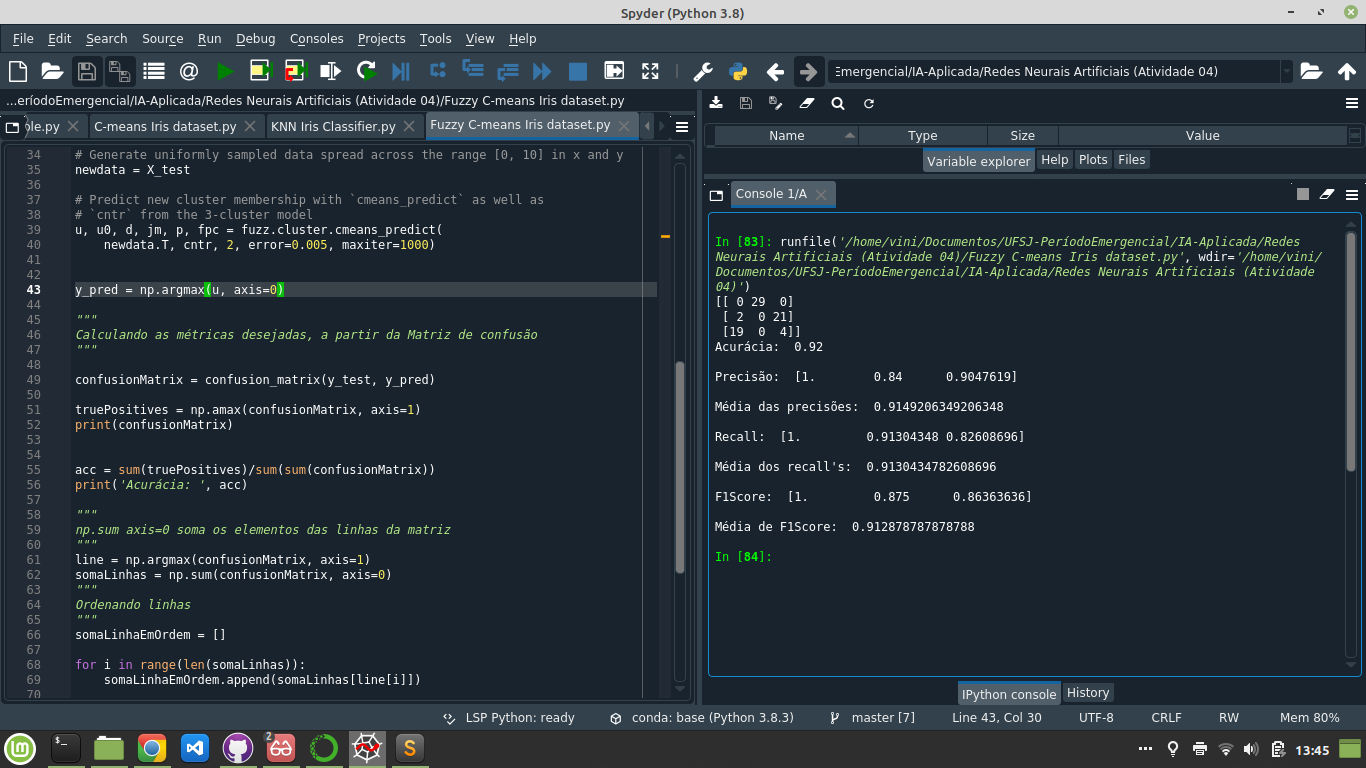 Spyder (Python 3.8)
File Edit Search Source Run Debug Consoles Projects Tools View Help
Emergencial/IA-Aplicada/Redes Neurais Artificiais (Atividade 04)
...eríodoEmergencial/IA-Aplicada/Redes Neurais Artificiais (Atividade 04)/Fuzzy C-means Iris dataset.py
ple.py C-means Iris dataset.py KNN Iris Classifier.py Fuzzy C-means Iris dataset.py
34 # Generate uniformly sampled data spread across the range [0, 10] in x and y
35 newdata = X_test
36
37 # Predict new cluster membership with `cmeans_predict` as well as
38 # `cntr` from the 3-cluster model
39 u, u0, d, jm, p, fpc = fuzz.cluster.cmeans_predict(
40     newdata.T, cntr, 2, error=0.005, maxiter=1000)
41
42
43 y_pred = np.argmax(u, axis=0)
44
45 """
46 Calculando as métricas desejadas, a partir da Matriz de confusão
47 """
48
49 confusionMatrix = confusion_matrix(y_test, y_pred)
50
51 truePositives = np.amax(confusionMatrix, axis=1)
52 print(confusionMatrix)
53
54
55 acc = sum(truePositives)/sum(sum(confusionMatrix))
56 print('Acurácia: ', acc)
57
58 """
59 np.sum axis=0 soma os elementos das linhas da matriz
60 """
61 line = np.argmax(confusionMatrix, axis=1)
62 somaLinhas = np.sum(confusionMatrix, axis=0)
63 """
64 Ordenando linhas
65 """
66 somaLinhaEmOrdem = []
67
68 for i in range(len(somaLinhas)):
69     somaLinhaEmOrdem.append(somaLinhas[line[i]])
70
Name Type Size Value
Variable explorer Help Plots Files
Console 1/A
In [83]: runfile('/home/vini/Documentos/UFSJ-PeríodoEmergencial/IA-Aplicada/Redes
Neurais Artificiais (Atividade 04)/Fuzzy C-means Iris dataset.py', wdir='/home/vini/
Documentos/UFSJ-PeríodoEmergencial/IA-Aplicada/Redes Neurais Artificiais (Atividade
04)')
[[ 0 29  0]
 [ 2  0 21]
 [19  0  4]]
Acurácia:  0.92
Precisão:  [1.        0.84      0.9047619]
Média das precisões:  0.9149206349206348
Recall:  [1.         0.91304348 0.82608696]
Média dos recall's:  0.9130434782608696
F1Score:  [1.         0.875      0.86363636]
Média de F1Score:  0.912878787878788
In [84]:
IPython console History
LSP Python: ready conda: base (Python 3.8.3) master [7] Line 43, Col 30 UTF-8 CRLF RW Mem 80%
2
13:45